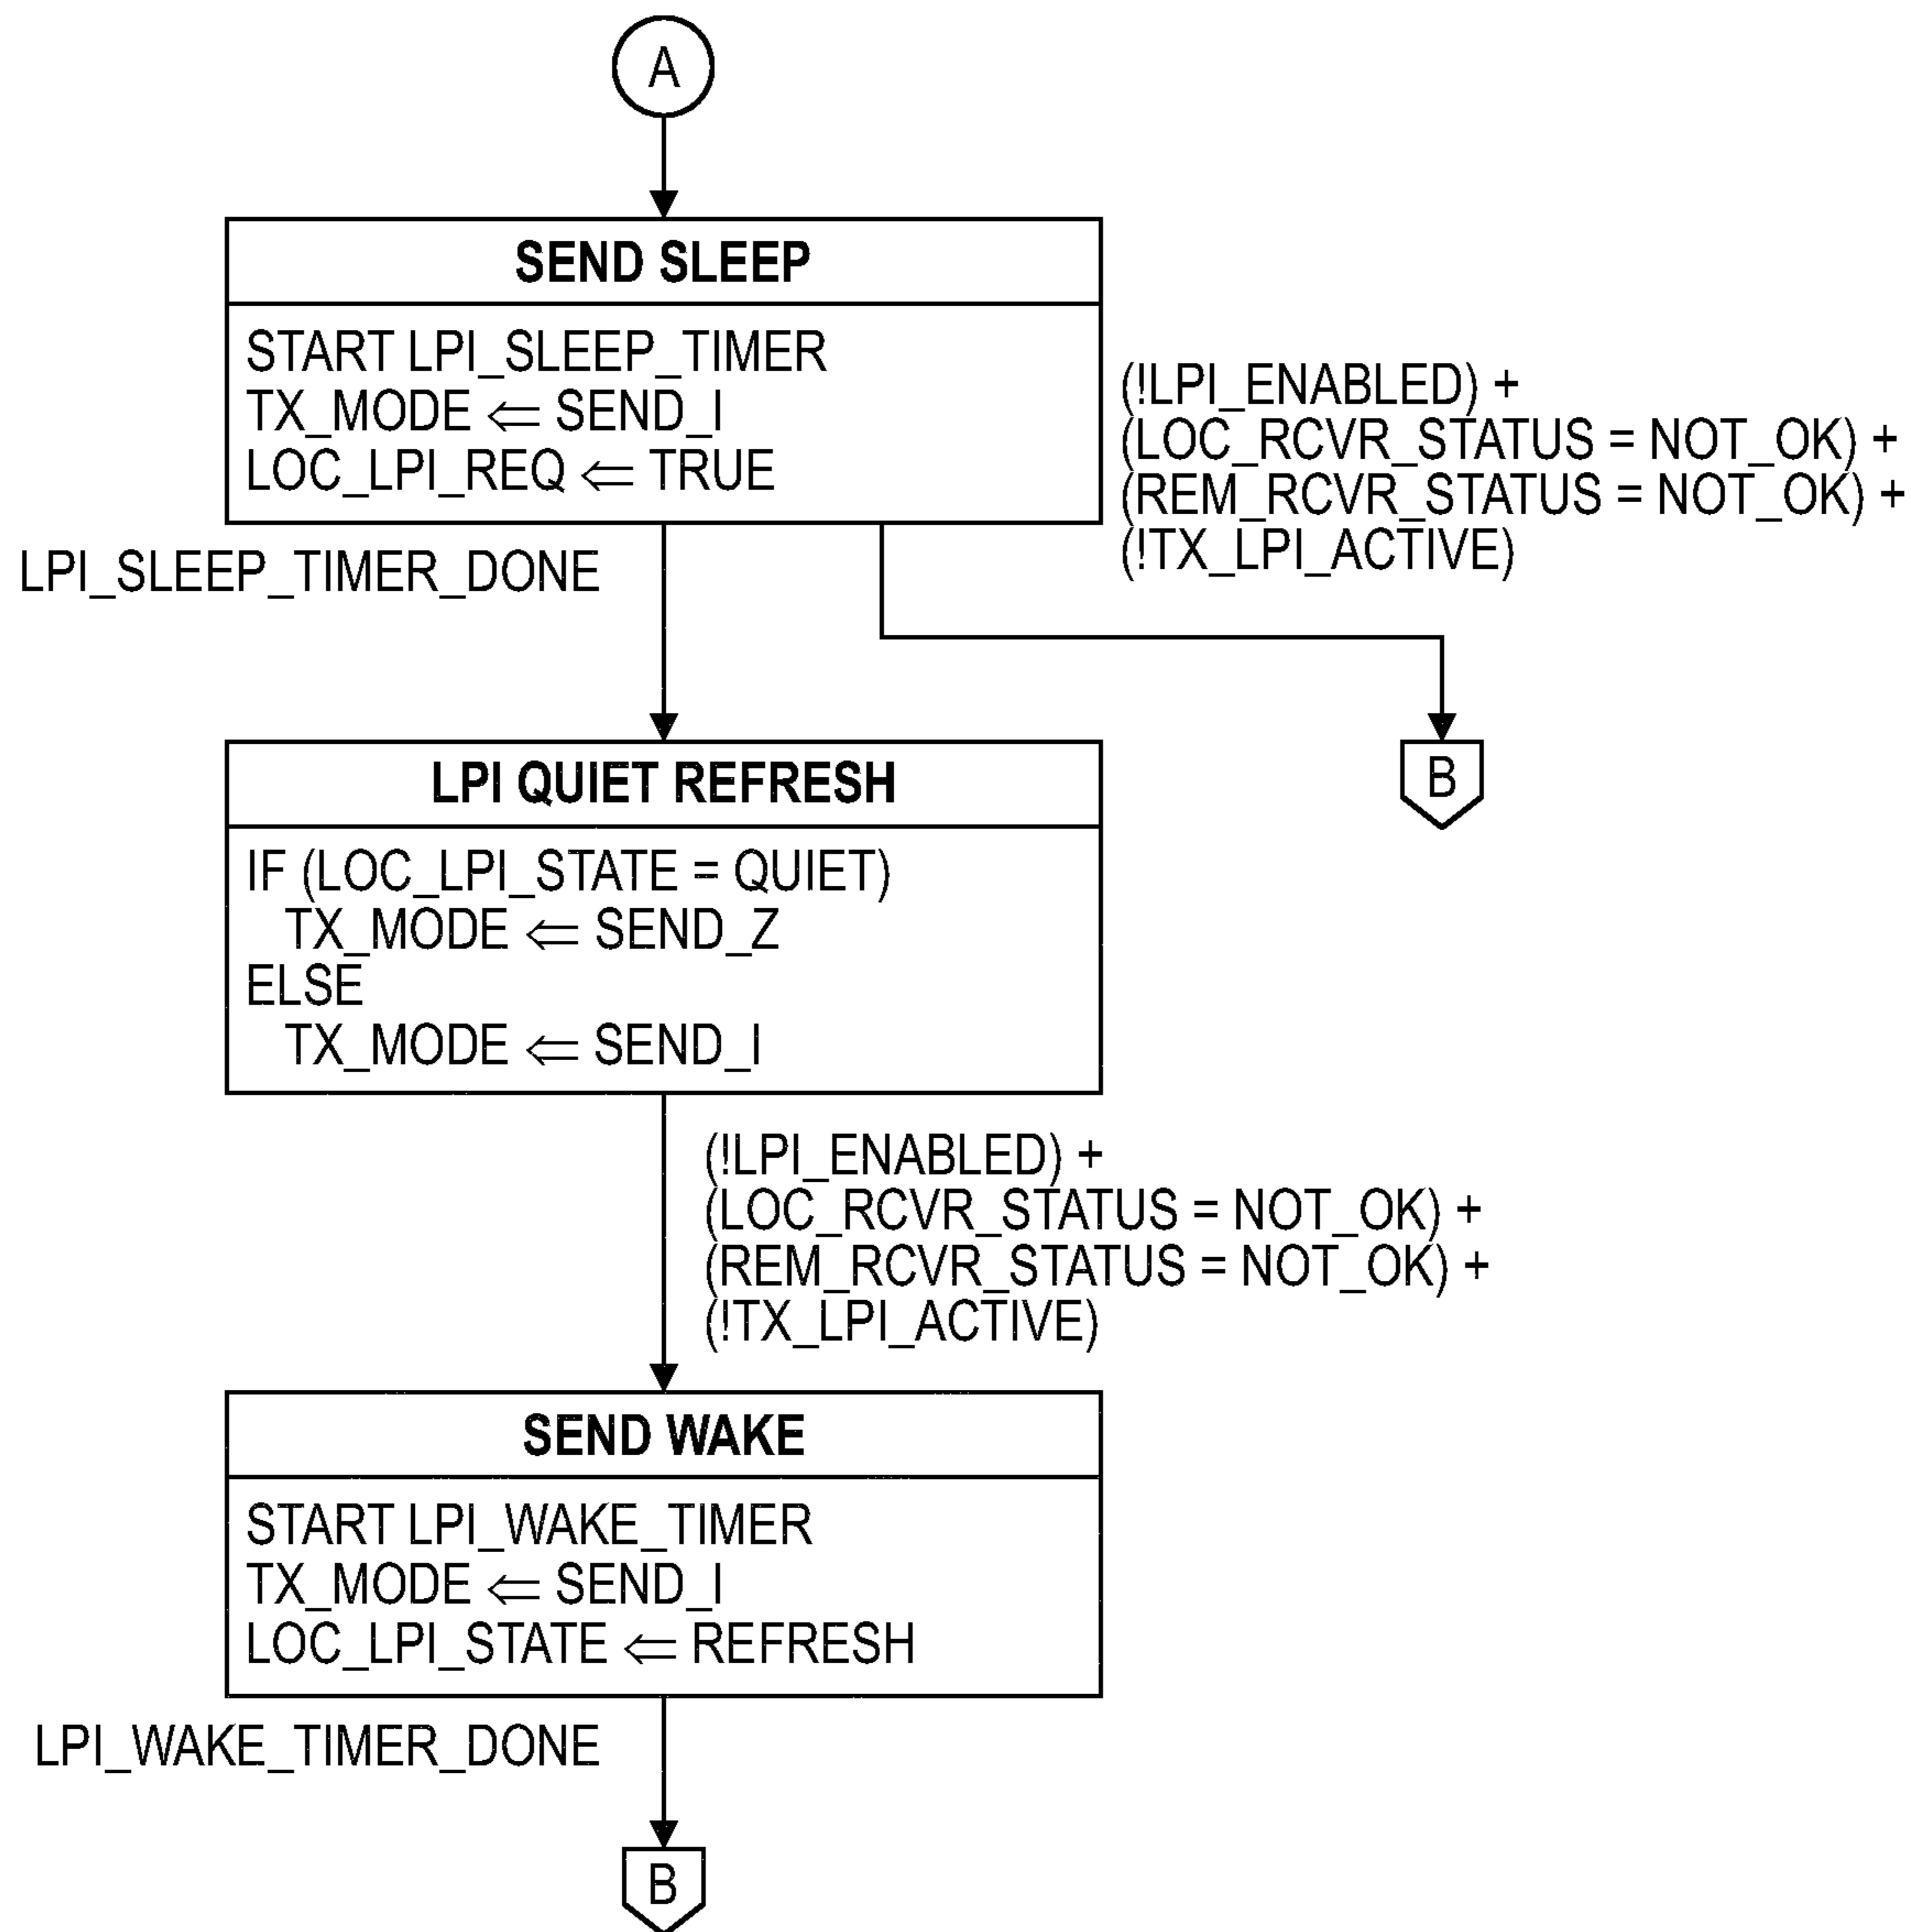 A
SEND SLEEP
START LPI_SLEEP_TIMER
TX_MODE ⇐ SEND_I
LOC_LPI_REQ ⇐ TRUE
(!LPI_ENABLED) +
(LOC_RCVR_STATUS = NOT_OK) +
(REM_RCVR_STATUS = NOT_OK) +
(!TX_LPI_ACTIVE)
LPI_SLEEP_TIMER_DONE
B
LPI QUIET REFRESH
IF (LOC_LPI_STATE = QUIET)
TX_MODE ⇐ SEND_Z
ELSE
TX_MODE ⇐ SEND_I
(!LPI_ENABLED) +
(LOC_RCVR_STATUS = NOT_OK) +
(REM_RCVR_STATUS = NOT_OK) +
(!TX_LPI_ACTIVE)
SEND WAKE
START LPI_WAKE_TIMER
TX_MODE ⇐ SEND_I
LOC_LPI_STATE ⇐ REFRESH
LPI_WAKE_TIMER_DONE
B